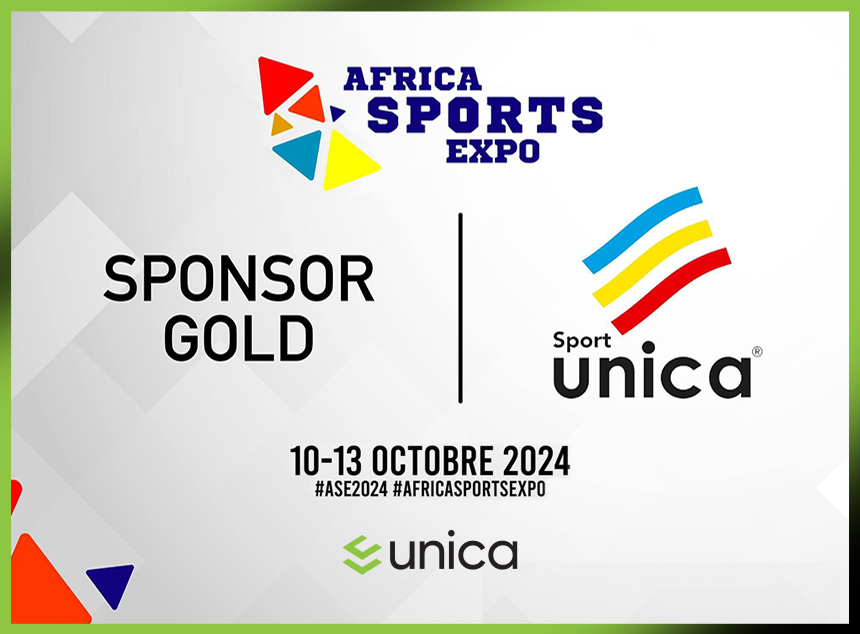 AFRICA
SPORTS
EXPO
SPONSOR
GOLD
Sport
unica®
10-13 OCTOBRE 2024
#ASE2024 #AFRICASPORTSEXPO
unica